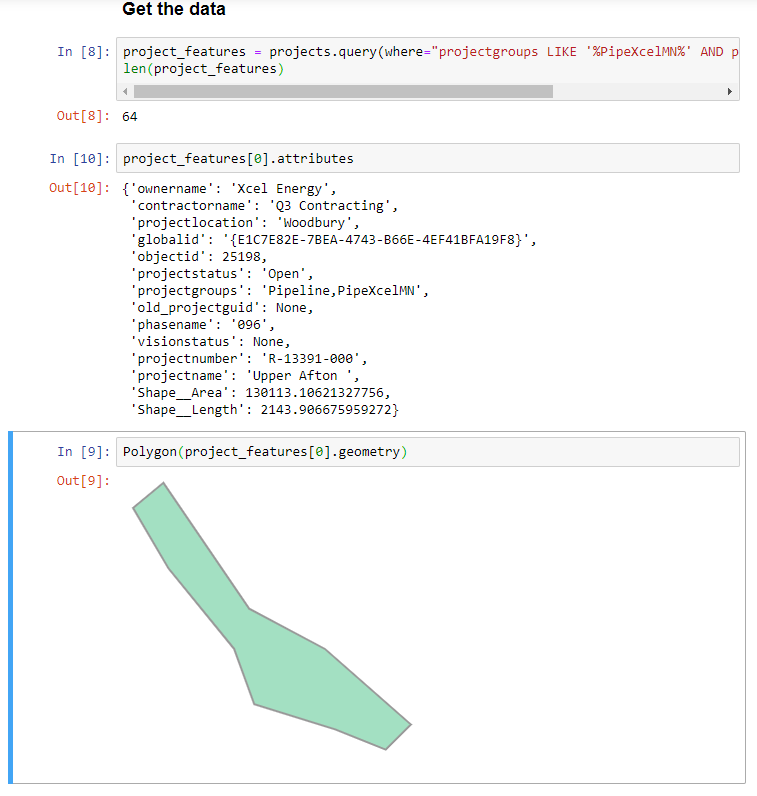 Get the data
In [8]: project_features = projects.query(where="projectgroups LIKE '%PipeXcelMN%' AND p
len(project_features)
Out[8]: 64
In [10]: project_features[0].attributes
Out[10]: {'ownername': 'Xcel Energy',
'contractorname': 'Q3 Contracting',
'projectlocation': 'Woodbury',
'globalid': '{E1C7E82E-7BEA-4743-B66E-4EF41BFA19F8}',
'objectid': 25198,
'projectstatus': 'Open',
'projectgroups': 'Pipeline,PipeXcelMN',
'old_projectguid': None,
'phasename': '096',
'visionstatus': None,
'projectnumber': 'R-13391-000',
'projectname': 'Upper Afton ',
'Shape__Area': 130113.10621327756,
'Shape__Length': 2143.906675959272}
In [9]: Polygon(project_features[0].geometry)
Out[9]: